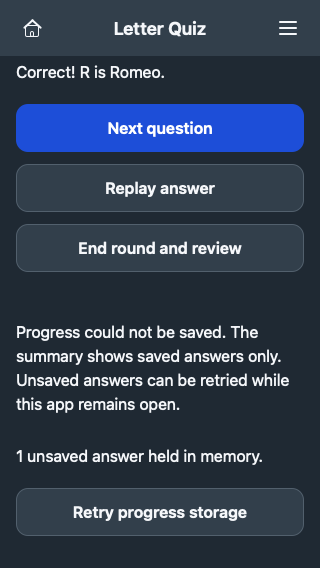 Letter Quiz
Correct! R is Romeo.
Next question
Replay answer
End round and review
Progress could not be saved. The
summary shows saved answers only.
Unsaved answers can be retried while
this app remains open.
1 unsaved answer held in memory.
Retry progress storage